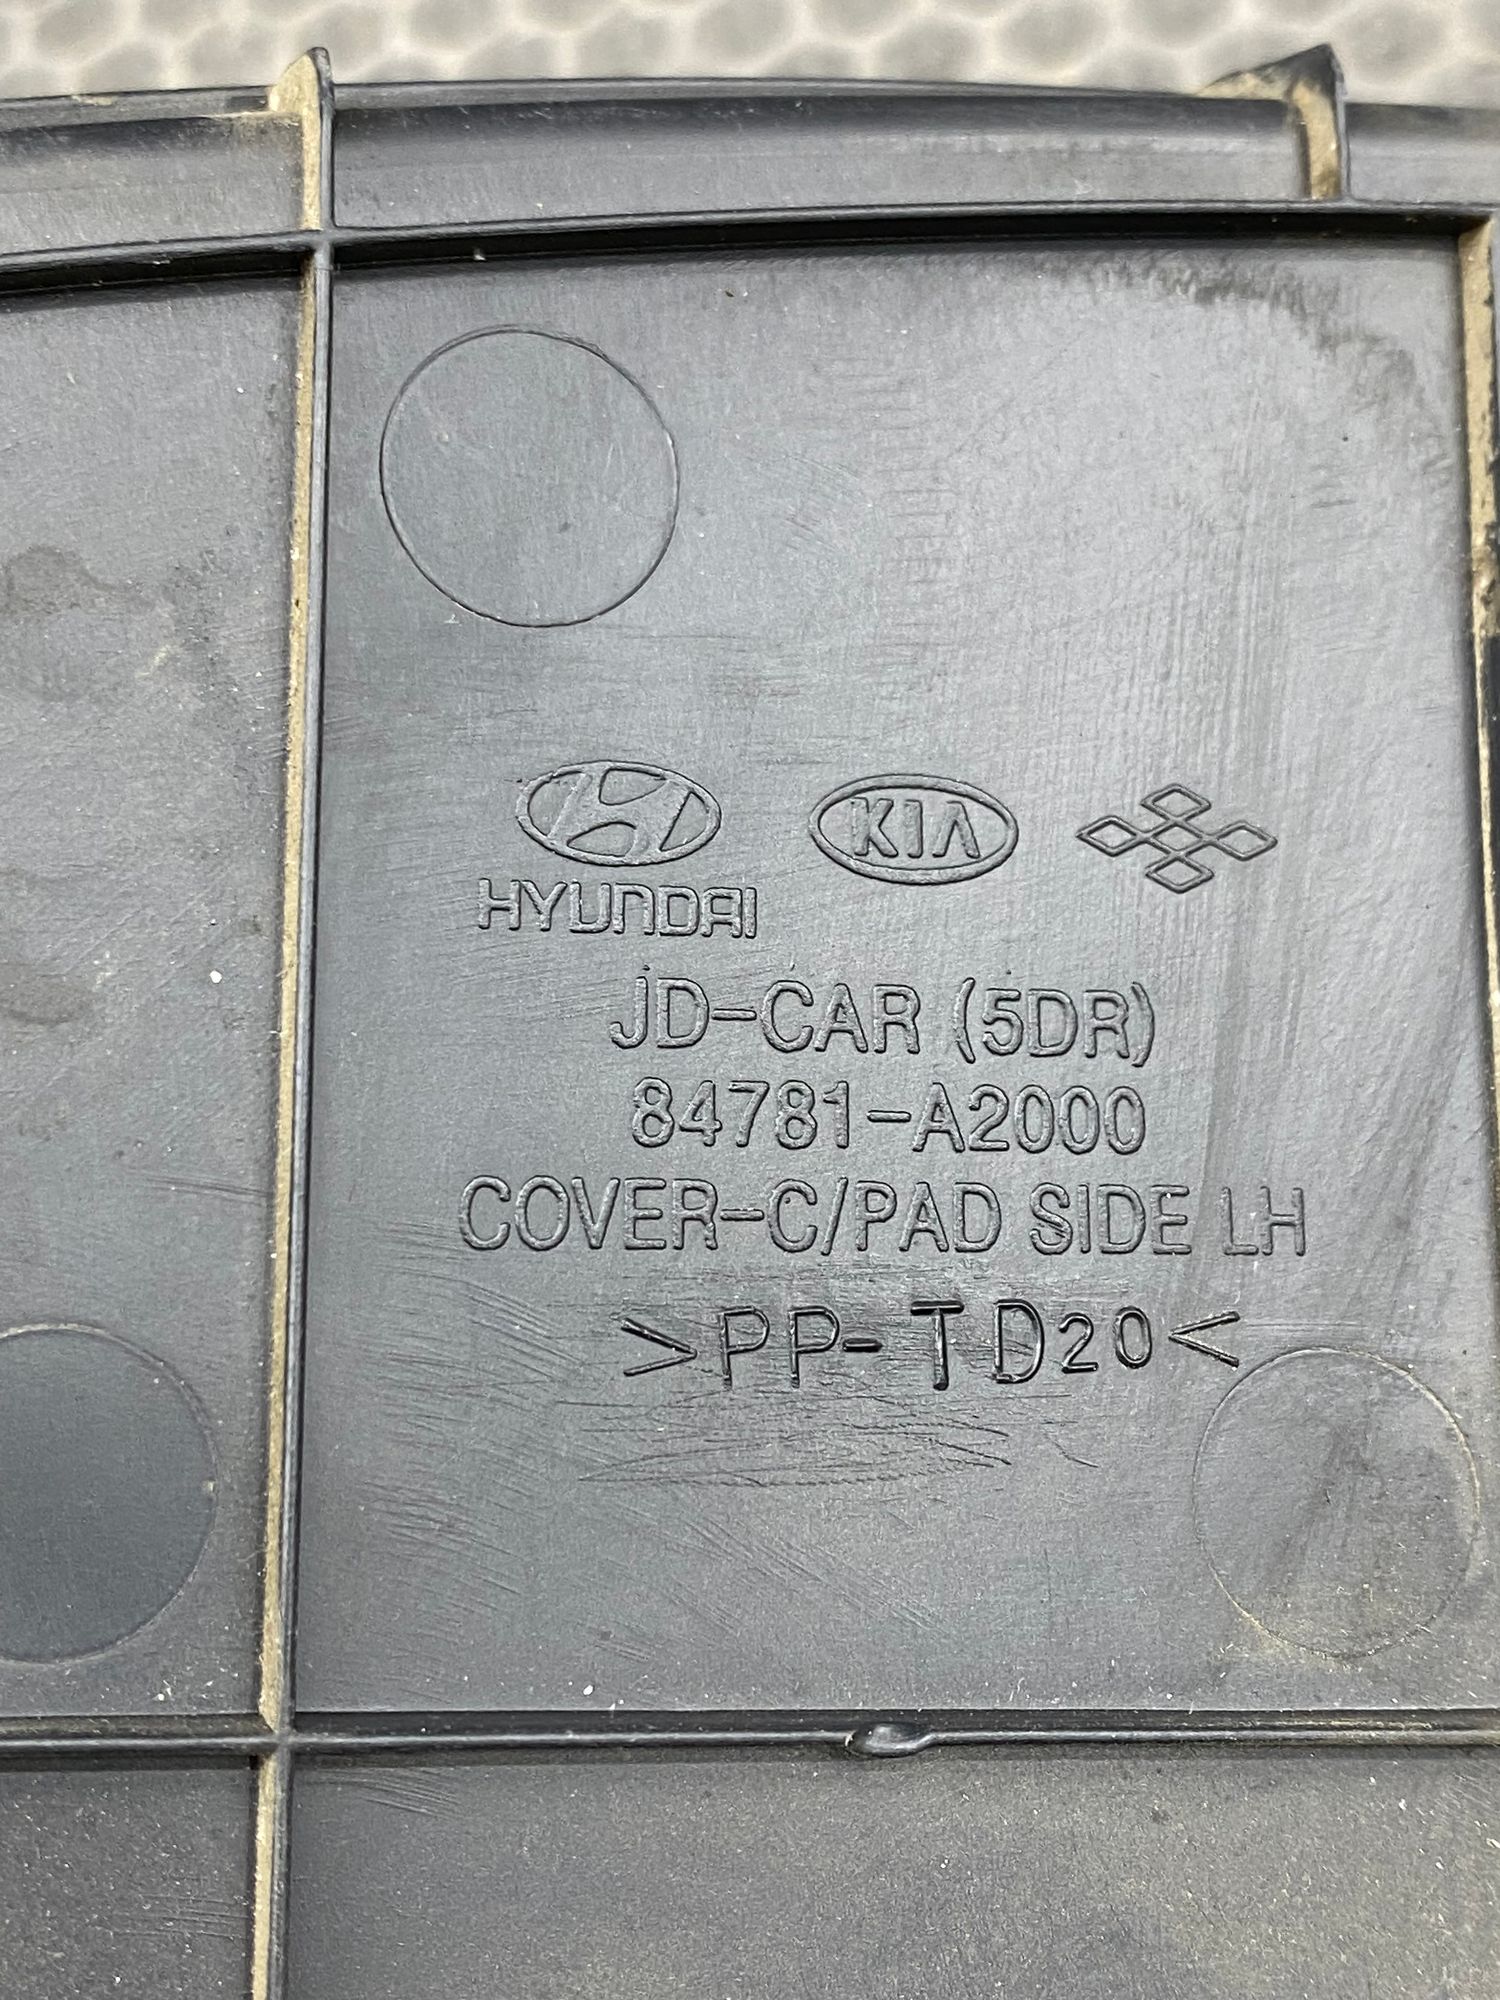 HYUNDAI
KIA
JD-CAR (5DR)
84781-A2000
COVER-C/PAD SIDE LH
>PP-TD20<